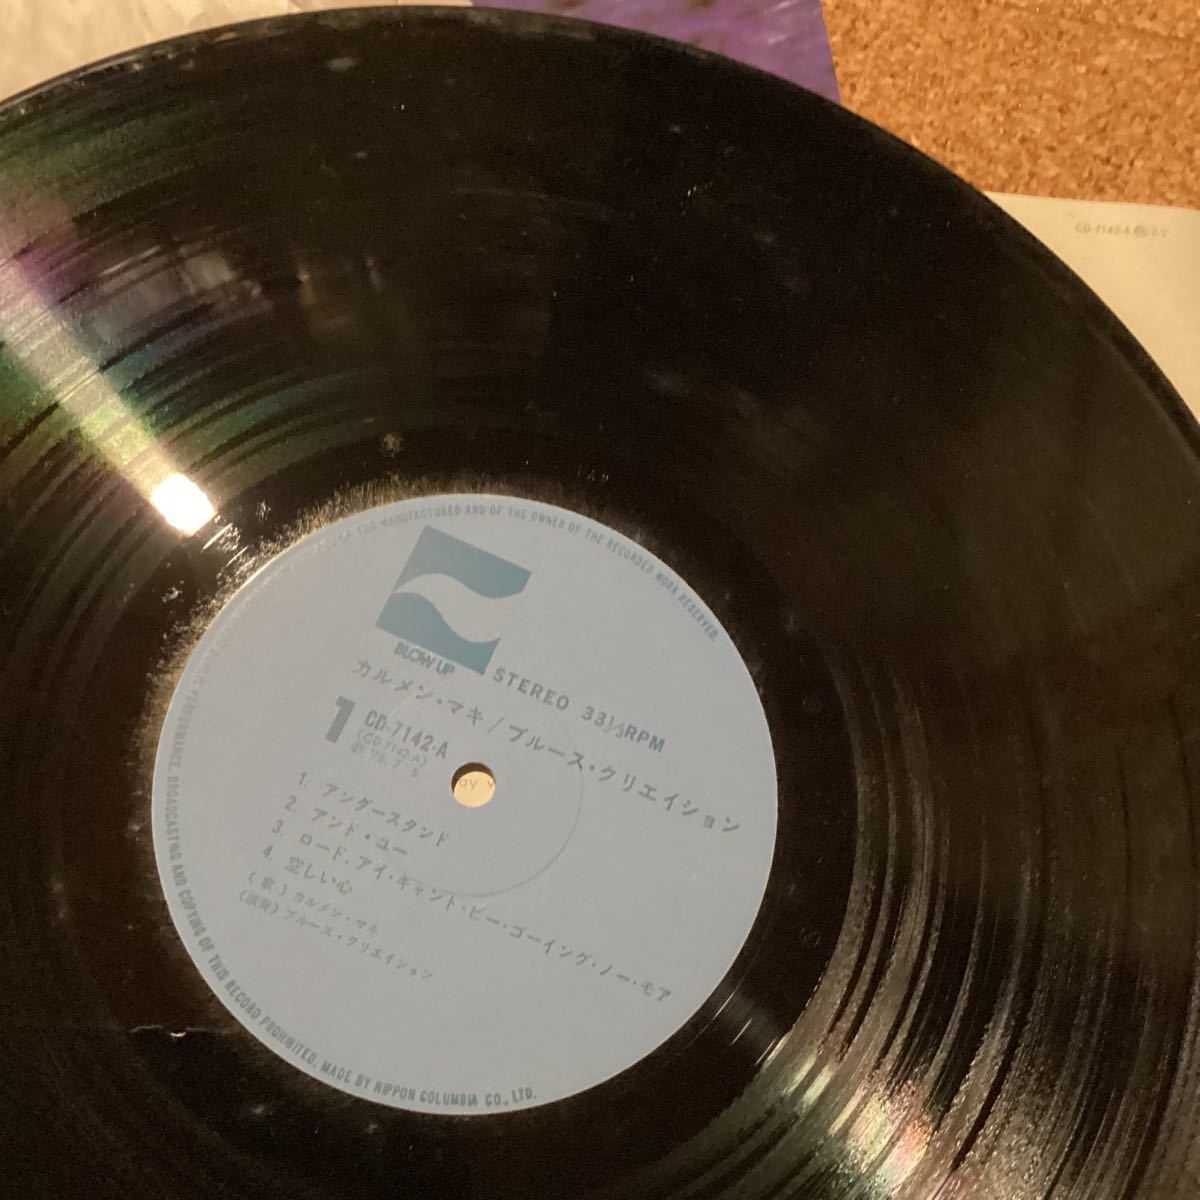 THE MANUFACTURED AND OF THE OWNER OF THE RECORDED WORK RESERVED.
BLOW UP
STEREO 33⅓RPM
カルメン・マキ/ブルース・クリエイション
1
CD-7142-A
(CD-7142-A)
Ⓟ'76.7
1. アンダースタンド
2. アンド・ユー
3. ロード・アイ・キャント・ビー・ゴーイング・ノー・モア
4. 空しい心
(歌) カルメン・マキ
(演奏) ブルース・クリエイション
PERFORMANCE, BROADCASTING AND COPYING OF THIS RECORD PROHIBITED. MADE BY NIPPON COLUMBIA CO., LTD.
CD-7142-A